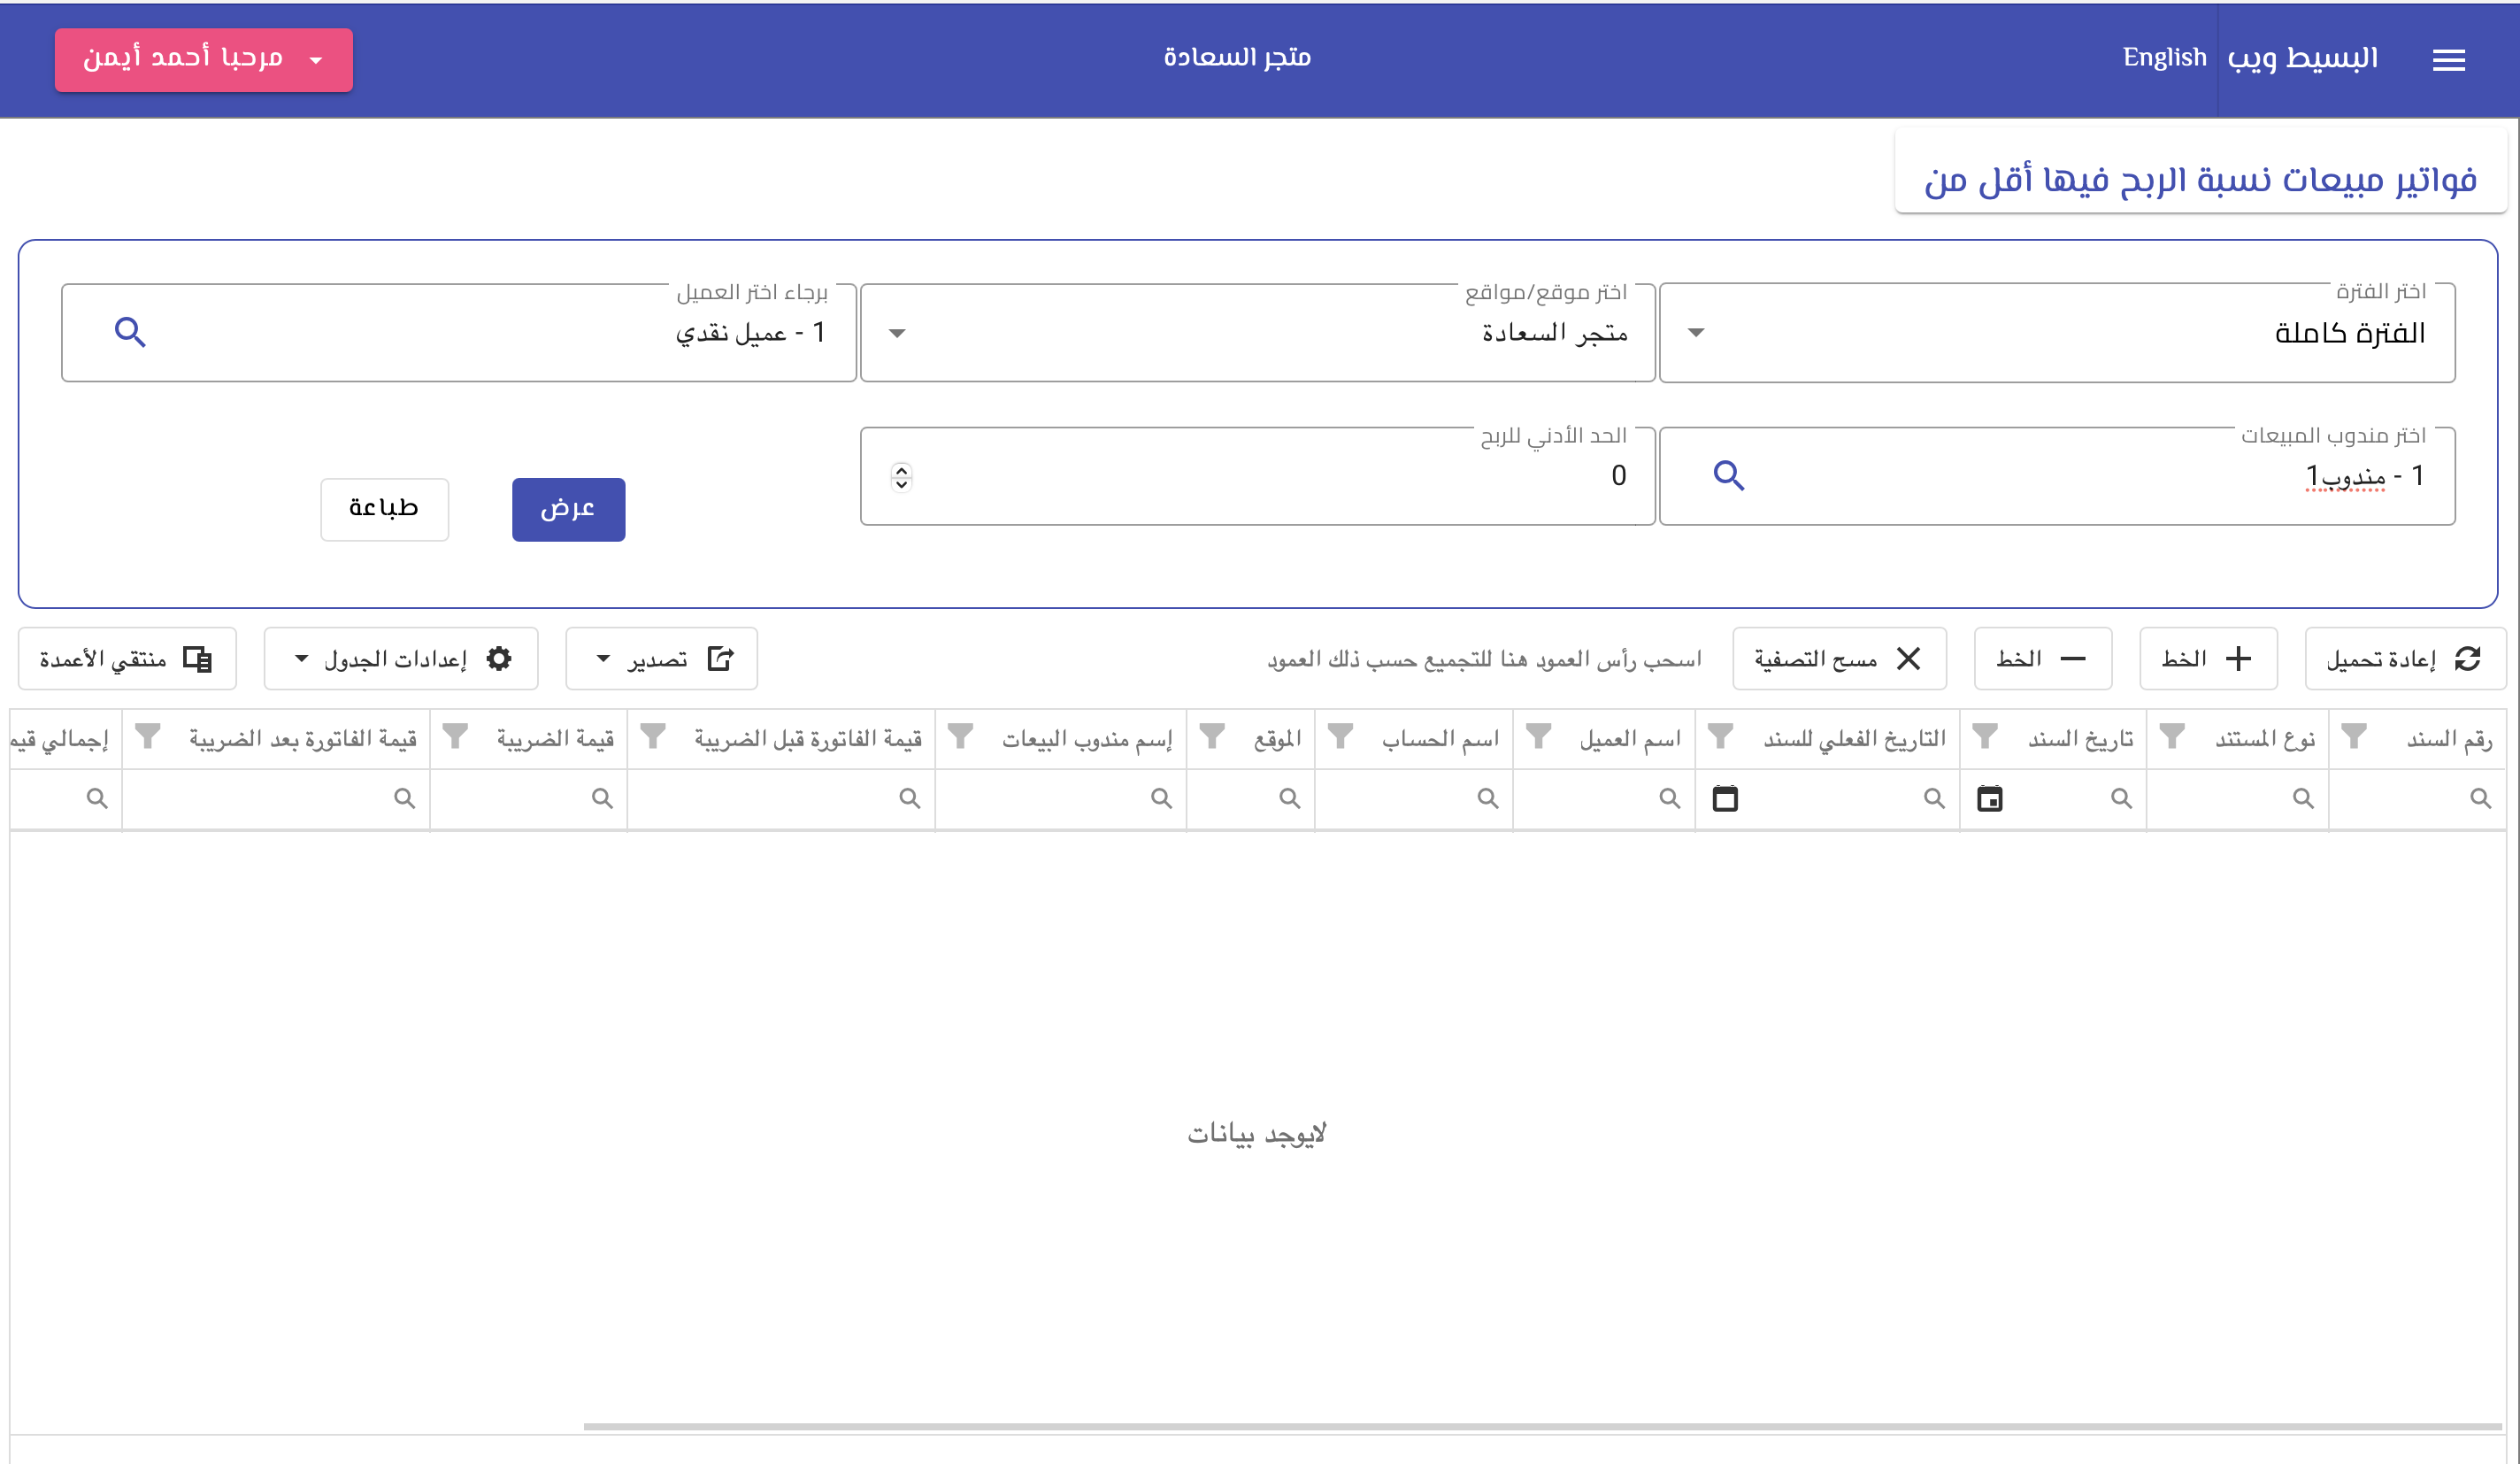 البسيط ويب English متجر السعادة مرحبا أحمد أيمن
فواتير مبيعات نسبة الربح فيها أقل من
اختر الفترة اختر موقع/مواقع برجاء اختر العميل
الفترة كاملة متجر السعادة 1 - عميل نقدي
اختر مندوب المبيعات الحد الأدني للربح
1 - مندوب1 0
عرض طباعة
إعادة تحميل الخط الخط مسح التصفية اسحب رأس العمود هنا للتجميع حسب ذلك العمود تصدير إعدادات الجدول منتقي الأعمدة
رقم السند نوع المستند تاريخ السند التاريخ الفعلي للسند اسم العميل اسم الحساب الموقع إسم مندوب البيعات قيمة الفاتورة قبل الضريبة قيمة الضريبة قيمة الفاتورة بعد الضريبة إجمالي
لايوجد بيانات